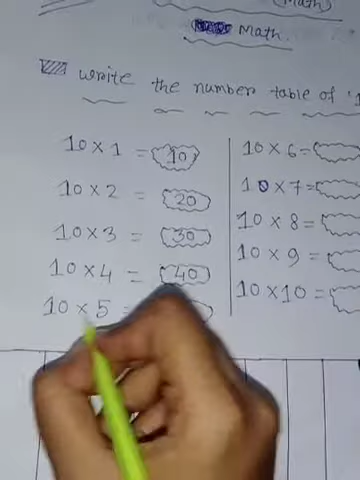 (Math)
Math.
write the number table of '1
10 × 1 = 10
10 × 2 = 20
10 × 3 = 30
10 × 4 = 40
10 × 5 =
10 × 6 =
10 × 7 =
10 × 8 =
10 × 9 =
10 × 10 =